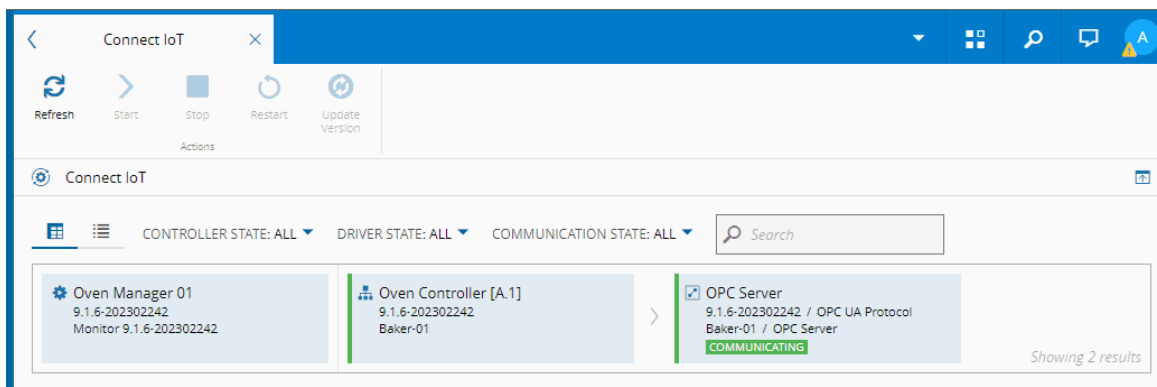 Connect IoT
A
Refresh
Start
Stop
Restart
Update
Version
Actions
Connect IoT
CONTROLLER STATE: ALL
DRIVER STATE: ALL
COMMUNICATION STATE: ALL
Search
Oven Manager 01
9.1.6-202302242
Monitor 9.1.6-202302242
Oven Controller [A.1]
9.1.6-202302242
Baker-01
OPC Server
9.1.6-202302242 / OPC UA Protocol
Baker-01 / OPC Server
COMMUNICATING
Showing 2 results